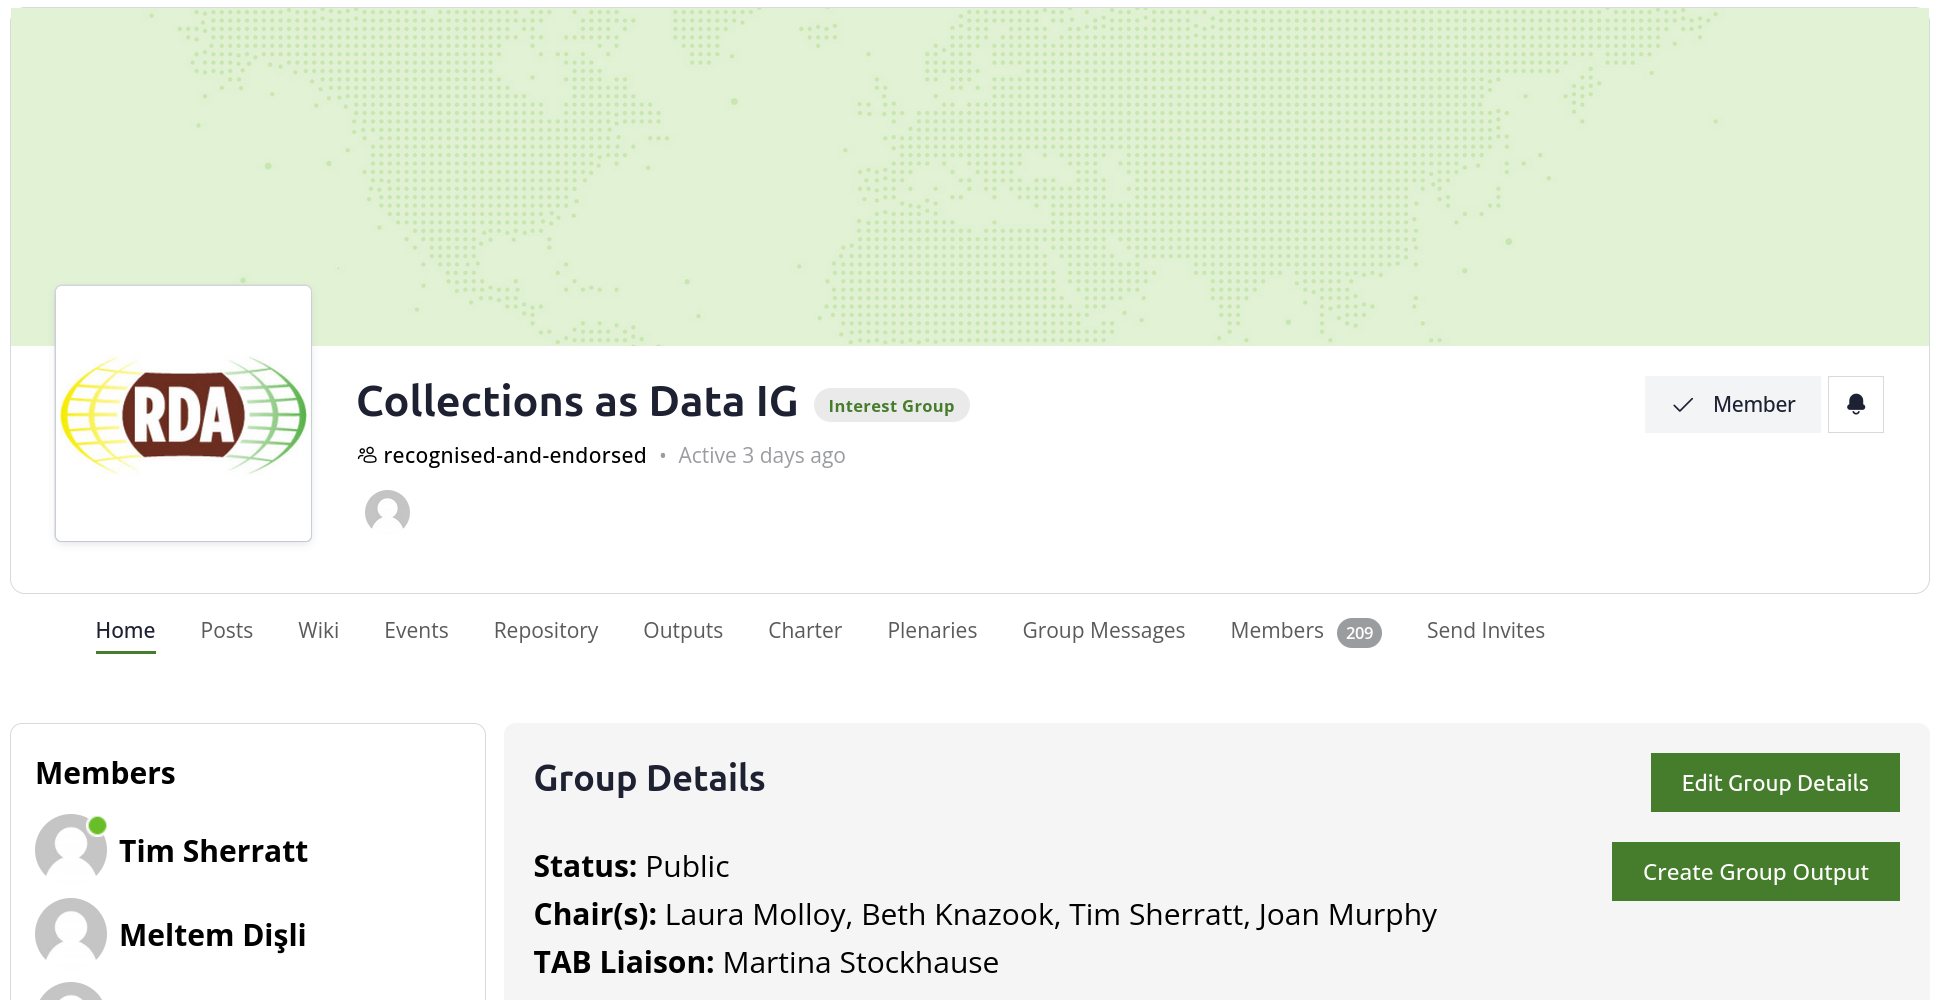 RDA
Collections as Data IG Interest Group
recognised-and-endorsed • Active 3 days ago
Member
Home Posts Wiki Events Repository Outputs Charter Plenaries Group Messages Members 209 Send Invites
Members
Tim Sherratt
Meltem Dişli
Group Details
Edit Group Details
Create Group Output
Status: Public
Chair(s): Laura Molloy, Beth Knazook, Tim Sherratt, Joan Murphy
TAB Liaison: Martina Stockhause